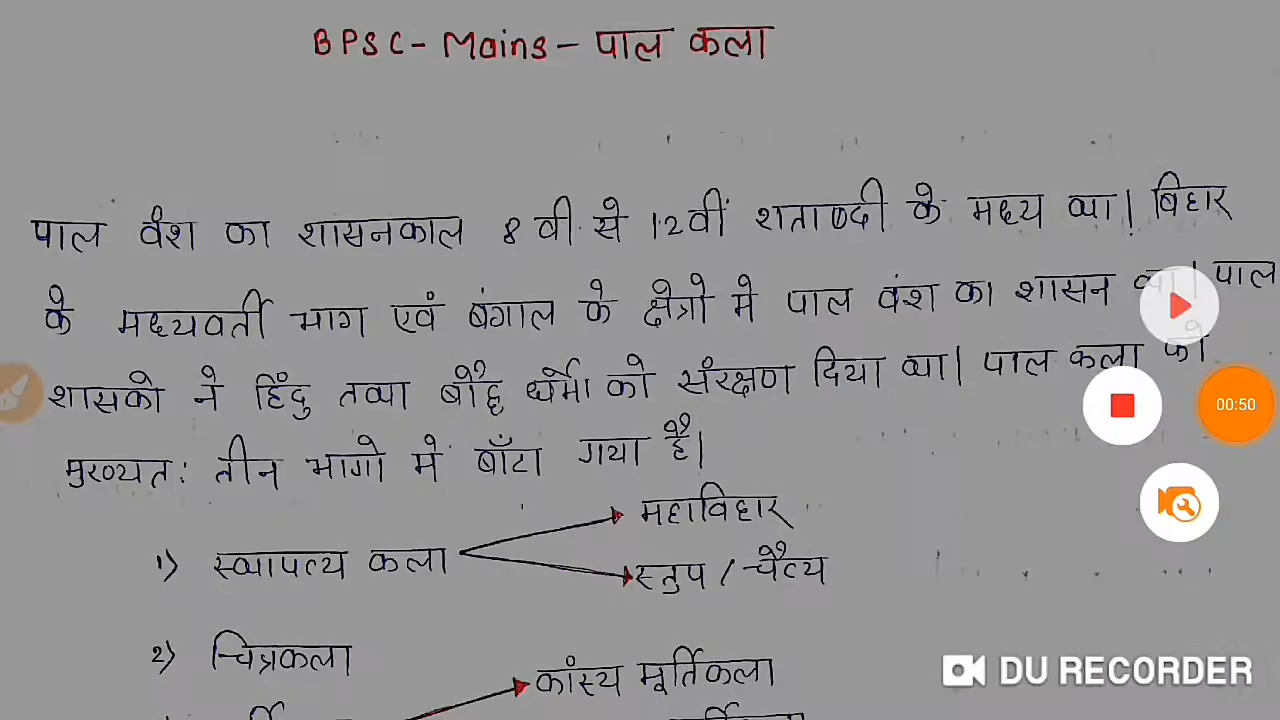 BPSC - Mains - पाल कला
पाल वंश का शासनकाल 8 वी से 12वीं शताब्दी के मध्य था। बिहार
के मध्यवर्ती भाग एवं बंगाल के क्षेत्रो मे पाल वंश का शासन था। पाल
शासको ने हिंदु तथा बौद्ध धर्मो को संरक्षण दिया था। पाल कला को
00:50
मुख्यत: तीन भागो मे बाँटा गया है।
महाविहार
1) स्थापत्य कला
स्तुप / चैत्य
2) चित्रकला
कांस्य मूर्तिकला
DU RECORDER